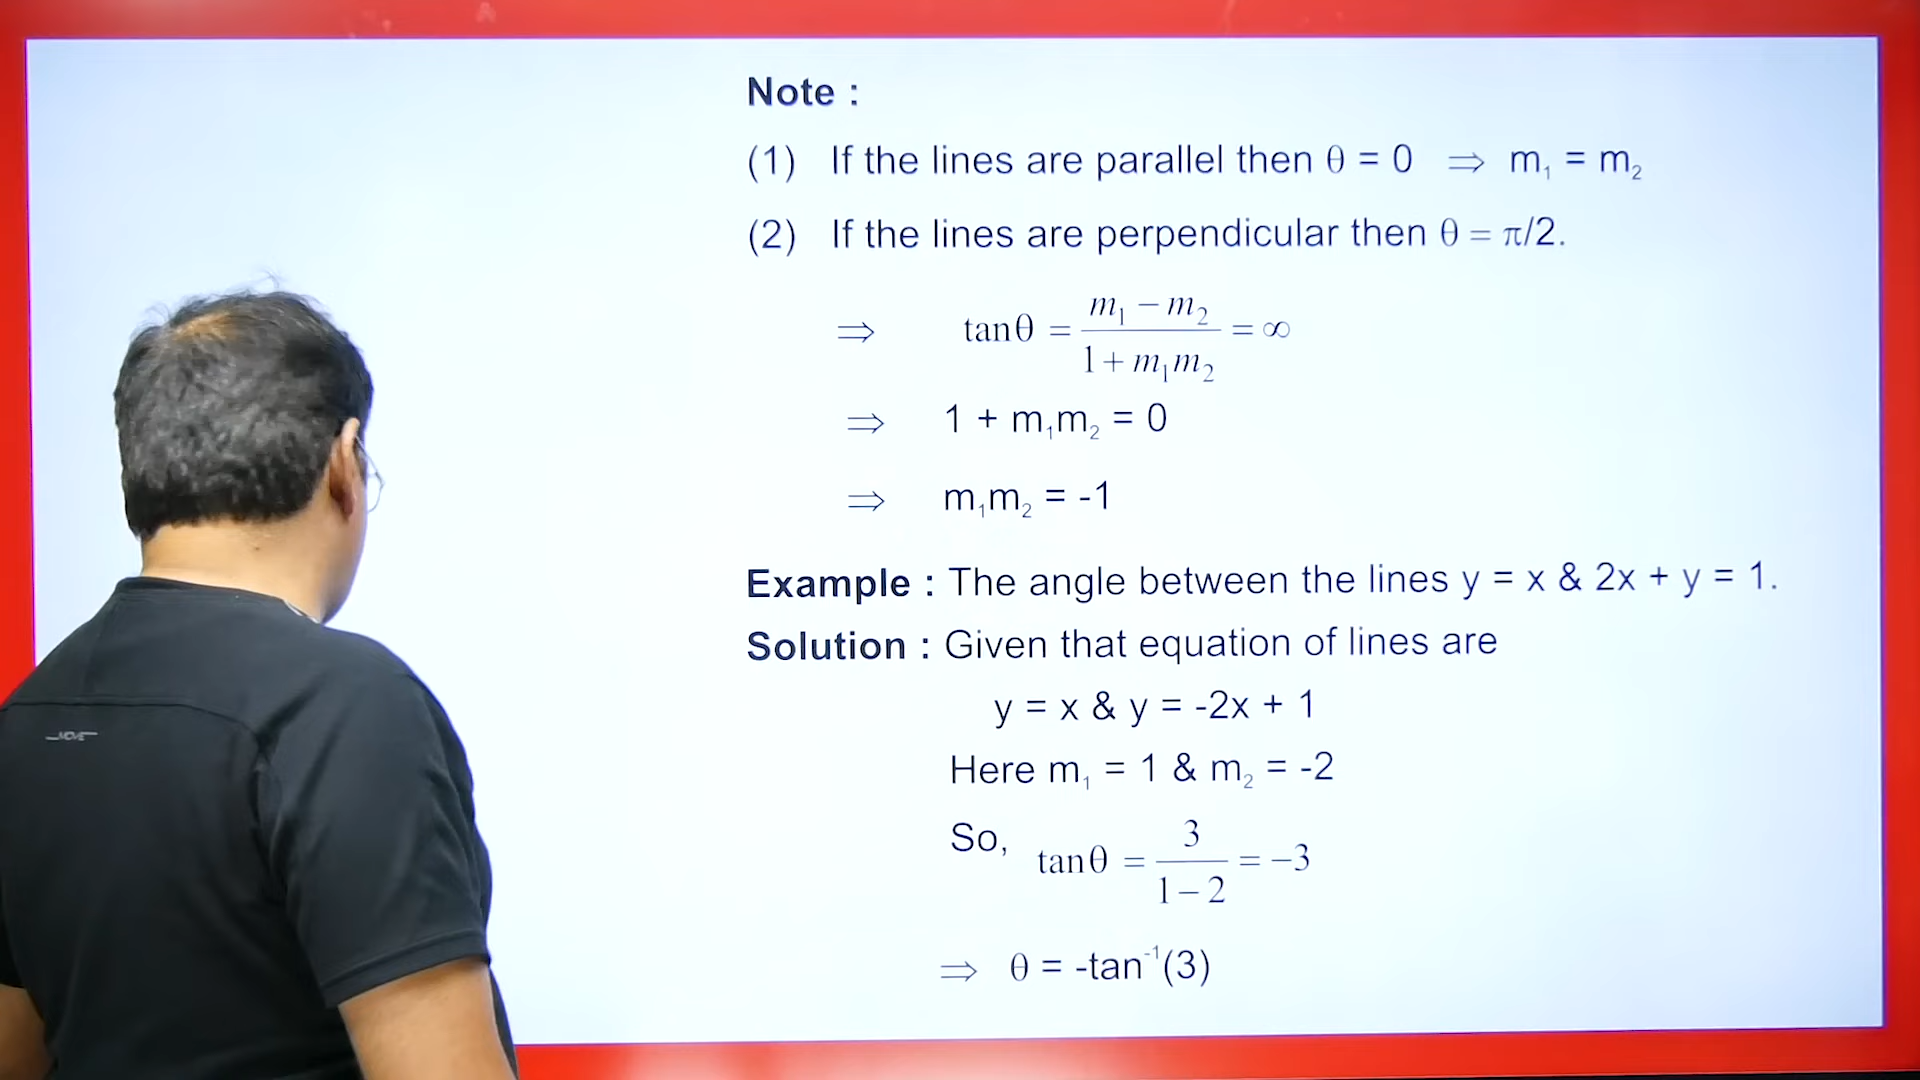 Note :
(1) If the lines are parallel then θ = 0 ⇒ m₁ = m₂
(2) If the lines are perpendicular then θ = π/2.
⇒ tanθ = (m₁ − m₂)/(1 + m₁m₂) = ∞
⇒ 1 + m₁m₂ = 0
⇒ m₁m₂ = -1
Example : The angle between the lines y = x & 2x + y = 1.
Solution : Given that equation of lines are
y = x & y = -2x + 1
Here m₁ = 1 & m₂ = -2
So, tanθ = 3/(1 − 2) = −3
⇒ θ = -tan⁻¹(3)
MOVE